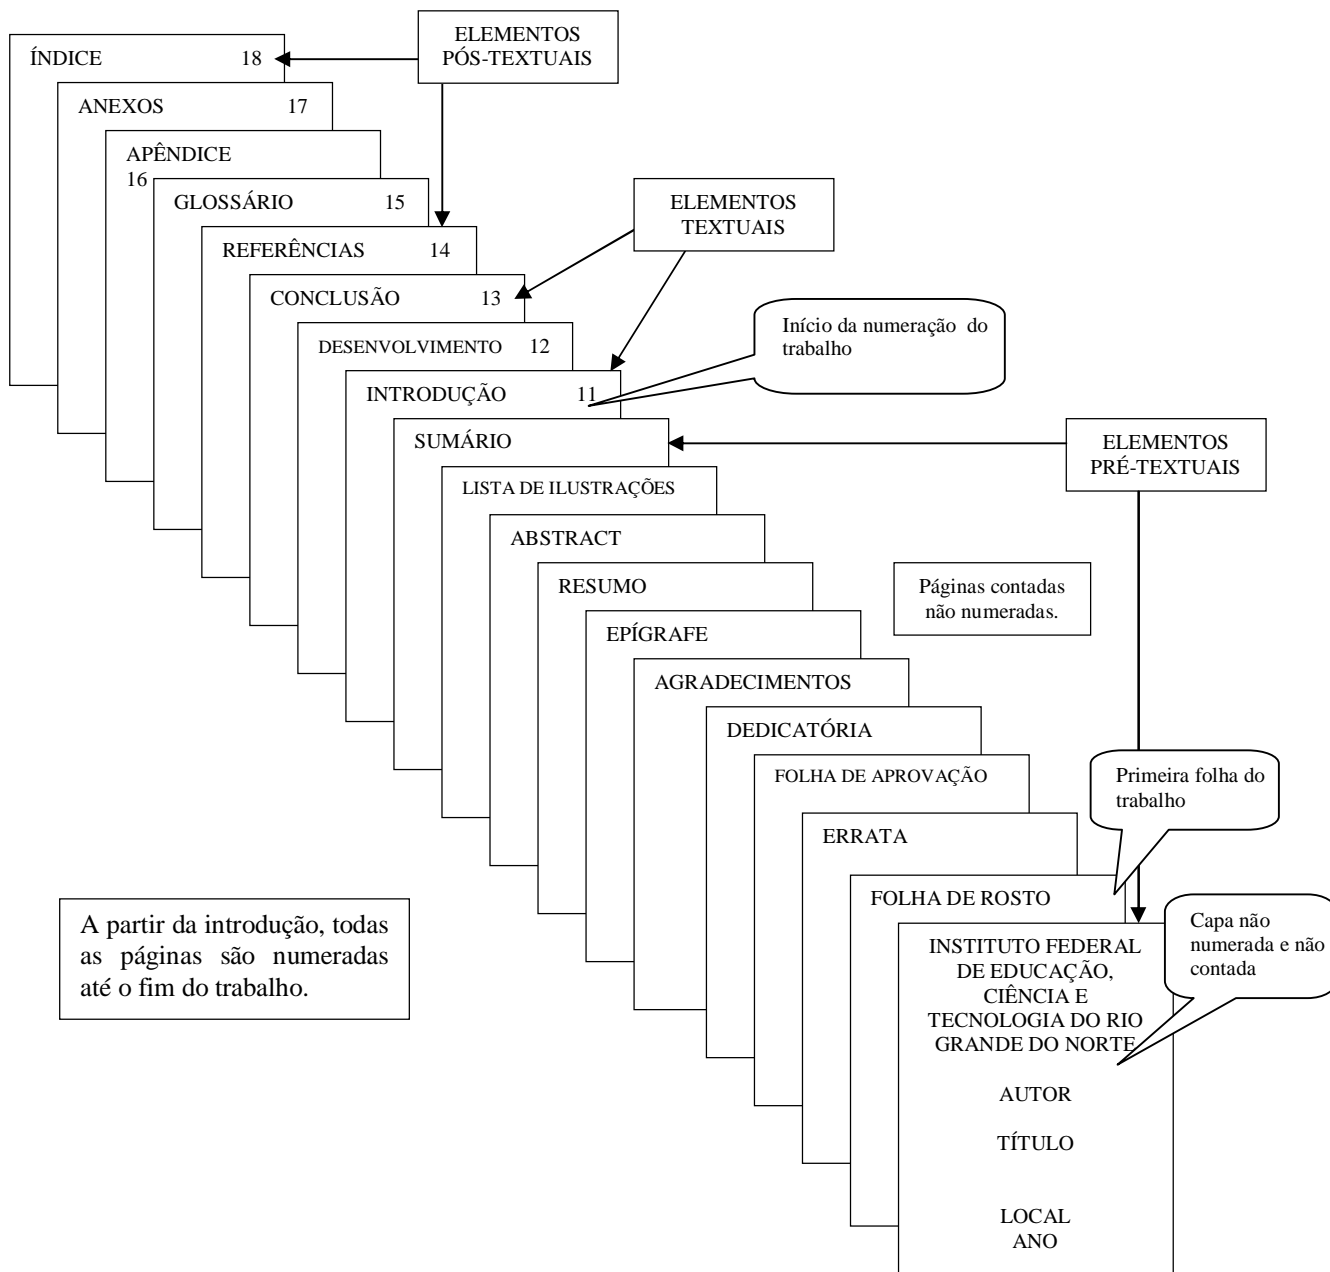 ELEMENTOS
PÓS-TEXTUAIS
ÍNDICE 18
ANEXOS 17
APÊNDICE
16
GLOSSÁRIO 15
REFERÊNCIAS 14
CONCLUSÃO 13
DESENVOLVIMENTO 12
INTRODUÇÃO 11
ELEMENTOS
TEXTUAIS
Início da numeração do
trabalho
SUMÁRIO
ELEMENTOS
PRÉ-TEXTUAIS
LISTA DE ILUSTRAÇÕES
ABSTRACT
RESUMO
Páginas contadas
não numeradas.
EPÍGRAFE
AGRADECIMENTOS
DEDICATÓRIA
FOLHA DE APROVAÇÃO
Primeira folha do
trabalho
ERRATA
FOLHA DE ROSTO
A partir da introdução, todas
as páginas são numeradas
até o fim do trabalho.
Capa não
numerada e não
contada
INSTITUTO FEDERAL
DE EDUCAÇÃO,
CIÊNCIA E
TECNOLOGIA DO RIO
GRANDE DO NORTE
AUTOR
TÍTULO
LOCAL
ANO